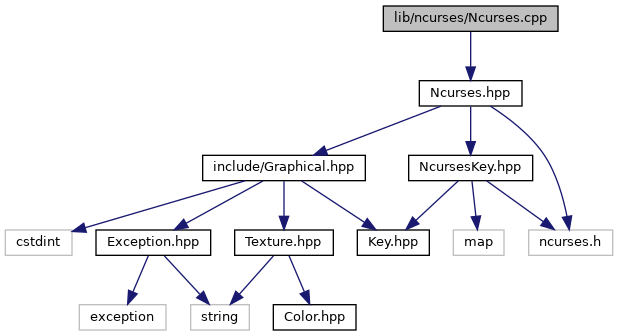 lib/ncurses/Ncurses.cpp
Ncurses.hpp
include/Graphical.hpp
NcursesKey.hpp
cstdint
Exception.hpp
Texture.hpp
Key.hpp
map
ncurses.h
exception
string
Color.hpp